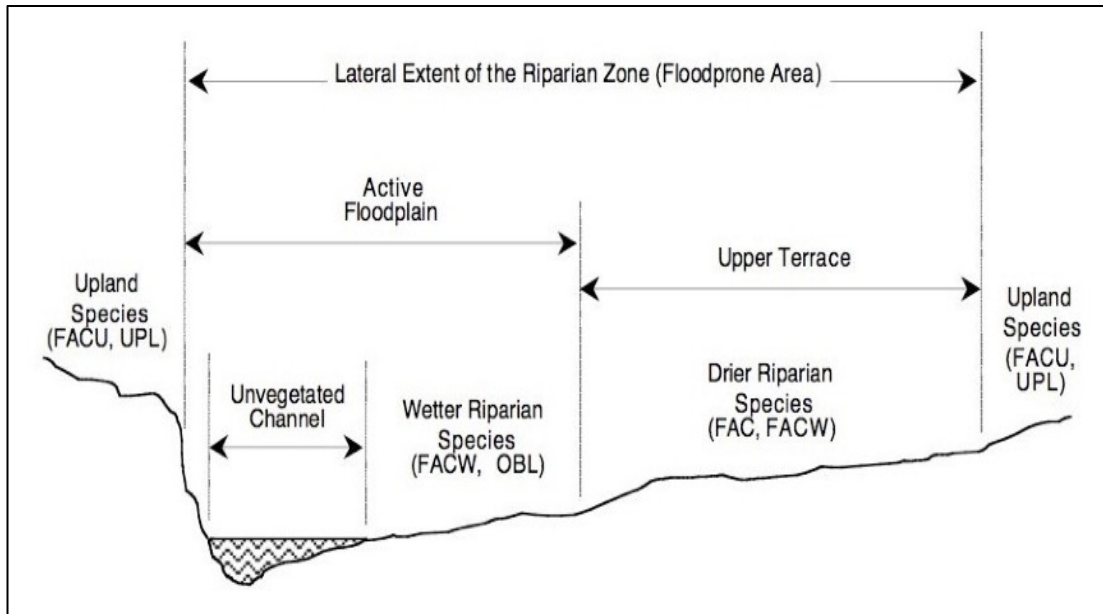 Lateral Extent of the Riparian Zone (Floodprone Area)
Active
Floodplain
Upper Terrace
Upland
Species
(FACU, UPL)
Unvegetated
Channel
Wetter Riparian
Species
(FACW, OBL)
Drier Riparian
Species
(FAC, FACW)
Upland
Species
(FACU,
UPL)